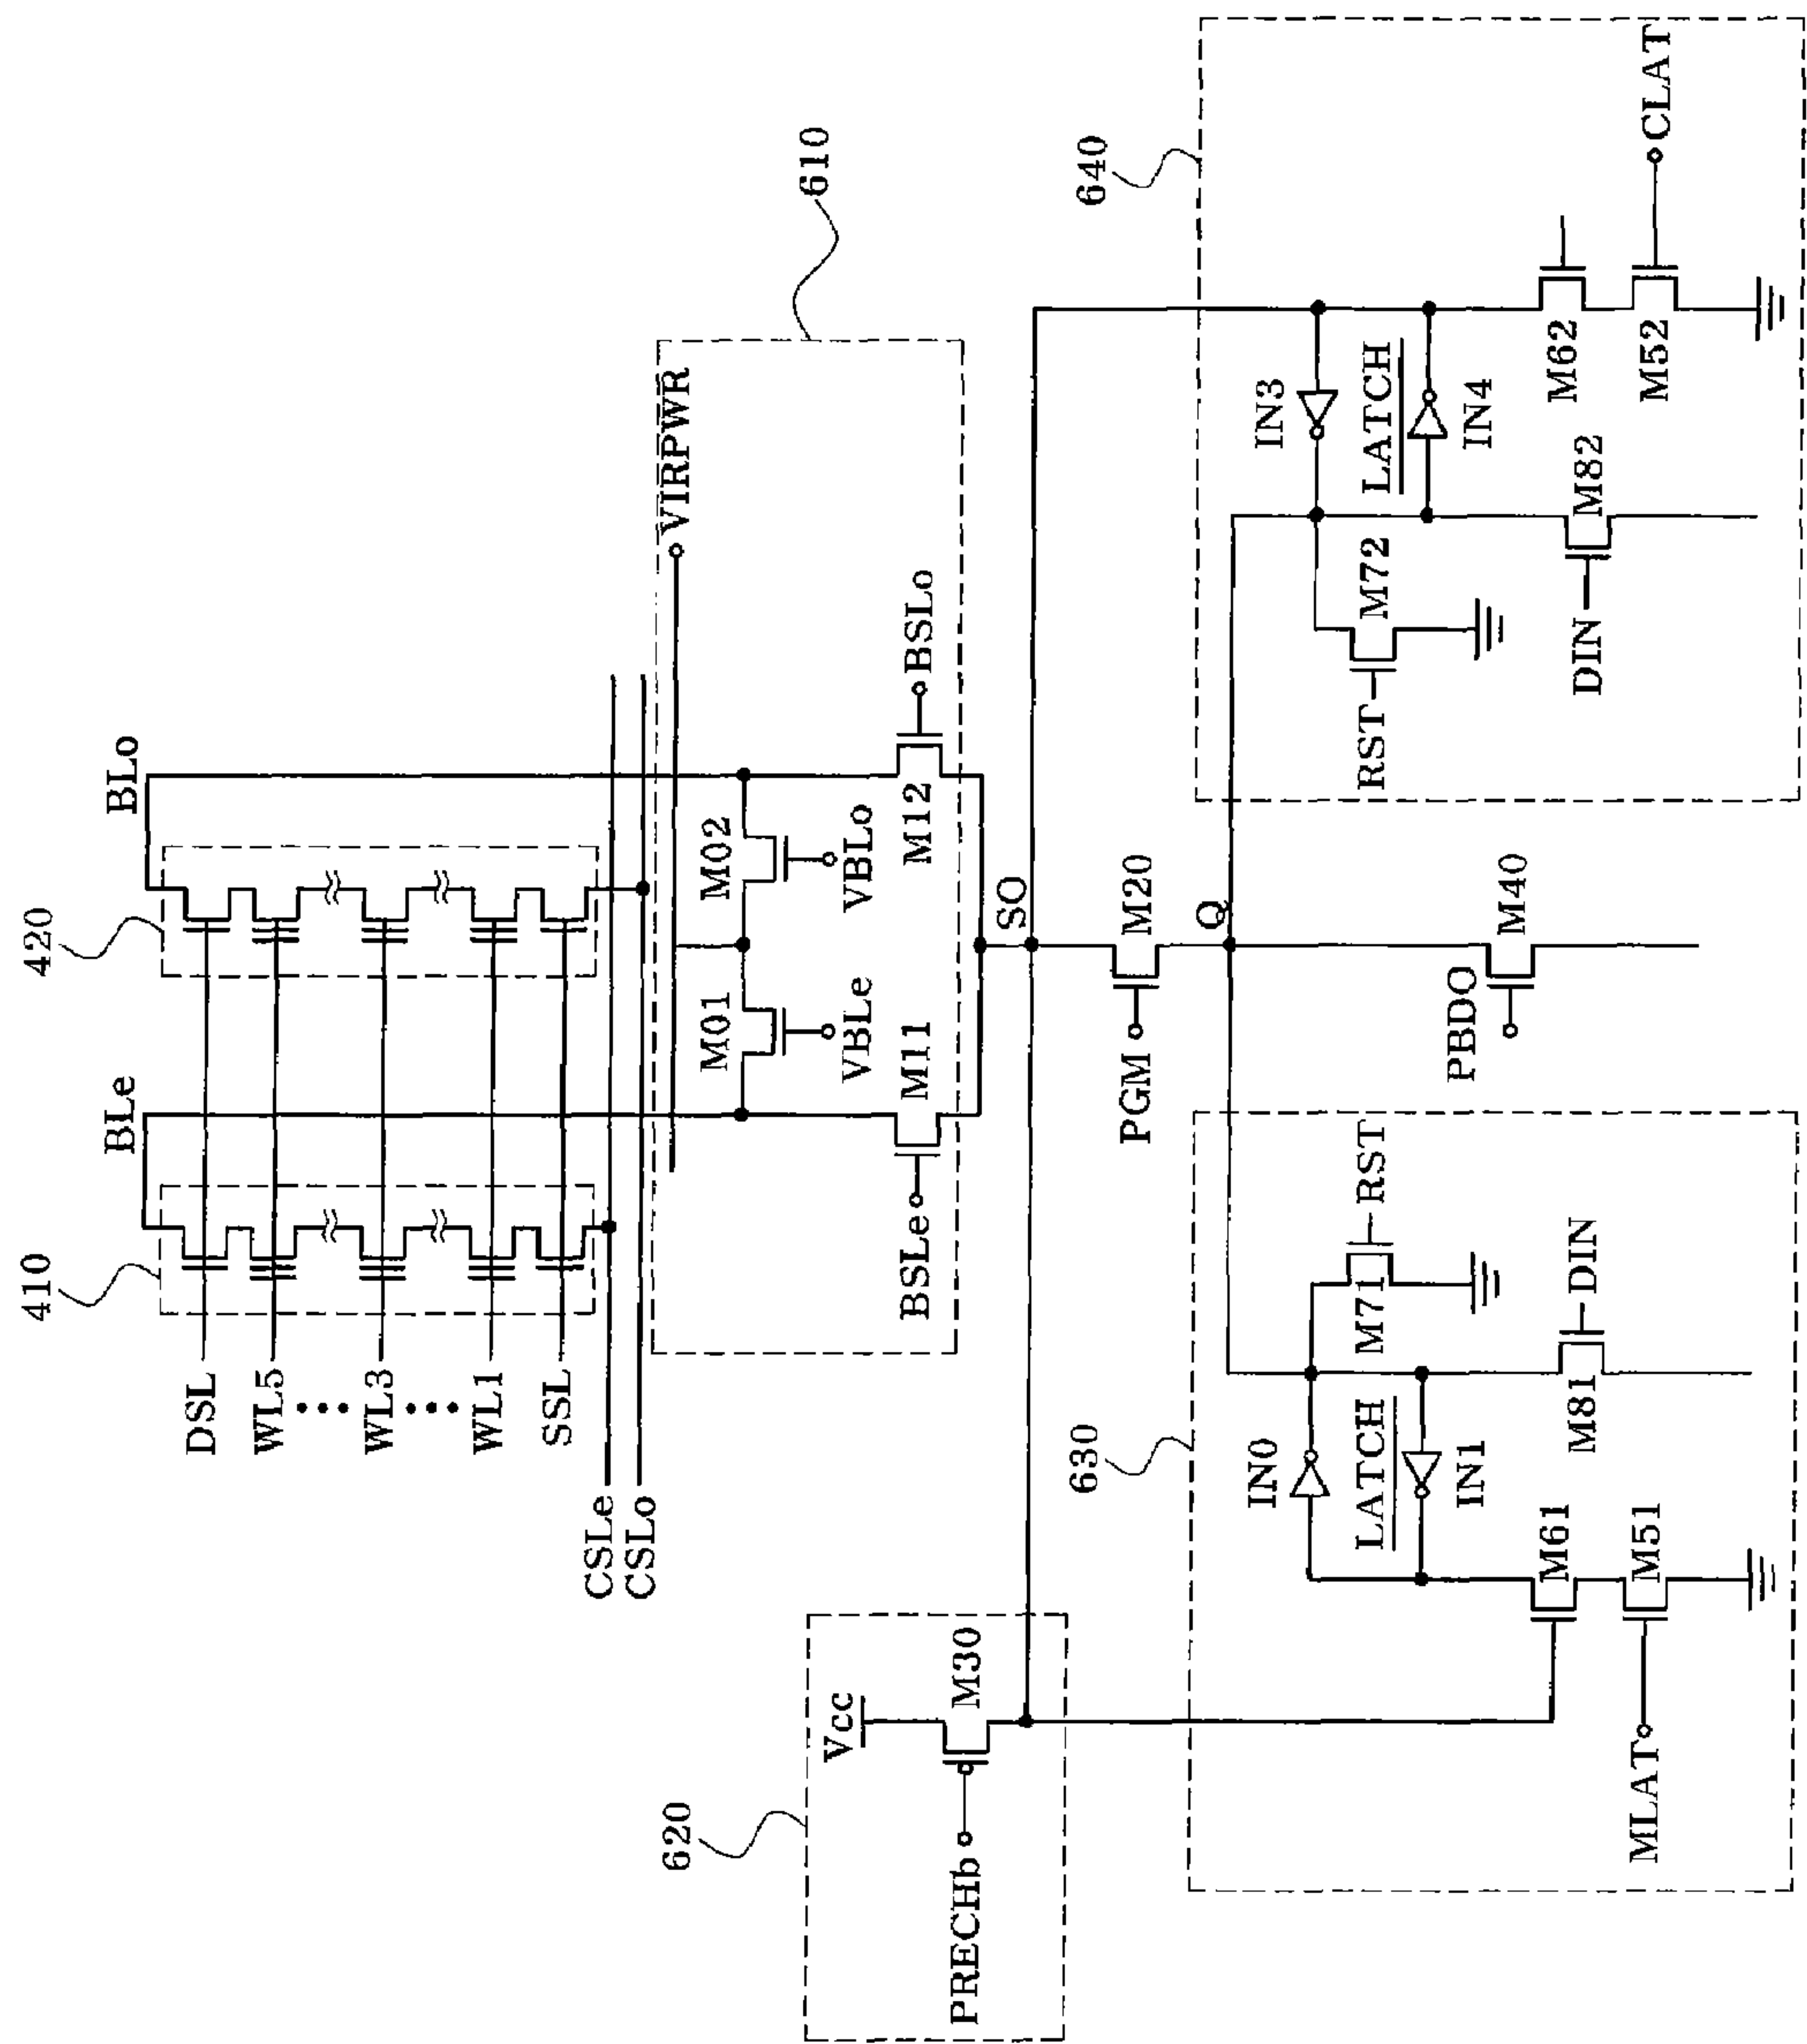 410
420
BLe
BLo
DSL
WL5
WL3
WL1
SSL
CSLe
CSLo
VIRPWR
610
M01
M02
VBLe
VBLo
BSLe
M11
M12
BSLo
SO
620
Vcc
PRECHb
M30
PGM
M20
Q
PBDO
M40
630
IN0
LATCH
IN1
M71
RST
M61
M51
MLAT
M81
DIN
640
IN3
LATCH
IN4
RST
M72
DIN
M82
M62
M52
CLAT